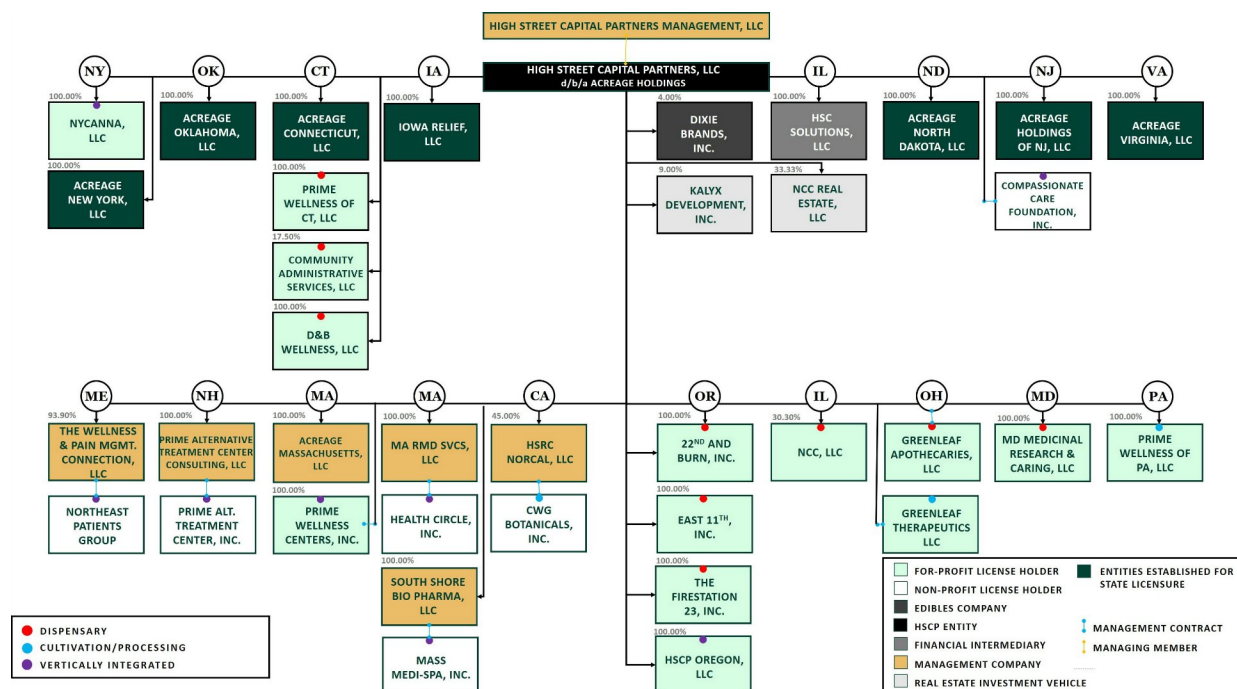 HIGH STREET CAPITAL PARTNERS MANAGEMENT, LLC
HIGH STREET CAPITAL PARTNERS, LLC
d/b/a ACREAGE HOLDINGS
NY
OK
CT
IA
IL
ND
NJ
VA
100.00%
NYCANNA,
LLC
100.00%
ACREAGE
NEW YORK,
LLC
100.00%
ACREAGE
OKLAHOMA,
LLC
100.00%
ACREAGE
CONNECTICUT,
LLC
100.00%
PRIME
WELLNESS OF
CT, LLC
17.50%
COMMUNITY
ADMINISTRATIVE
SERVICES, LLC
100.00%
D&B
WELLNESS, LLC
100.00%
IOWA RELIEF,
LLC
4.00%
DIXIE
BRANDS,
INC.
9.00%
KALYX
DEVELOPMENT,
INC.
100.00%
HSC
SOLUTIONS,
LLC
33.33%
NCC REAL
ESTATE,
LLC
100.00%
ACREAGE
NORTH
DAKOTA, LLC
100.00%
ACREAGE
HOLDINGS
OF NJ, LLC
COMPASSIONATE
CARE
FOUNDATION,
INC.
100.00%
ACREAGE
VIRGINIA, LLC
ME
NH
MA
MA
CA
OR
IL
OH
MD
PA
93.90%
THE WELLNESS
& PAIN MGMT.
CONNECTION,
LLC
NORTHEAST
PATIENTS
GROUP
100.00%
PRIME ALTERNATIVE
TREATMENT CENTER
CONSULTING, LLC
PRIME ALT.
TREATMENT
CENTER, INC.
100.00%
ACREAGE
MASSACHUSETTS,
LLC
100.00%
PRIME
WELLNESS
CENTERS, INC.
100.00%
MA RMD SVCS,
LLC
HEALTH CIRCLE,
INC.
100.00%
SOUTH SHORE
BIO PHARMA,
LLC
MASS
MEDI-SPA, INC.
45.00%
HSRC
NORCAL, LLC
CWG
BOTANICALS,
INC.
100.00%
22ND AND
BURN, INC.
100.00%
EAST 11TH,
INC.
100.00%
THE
FIRESTATION
23, INC.
100.00%
HSCP OREGON,
LLC
30.30%
NCC, LLC
GREENLEAF
APOTHECARIES,
LLC
GREENLEAF
THERAPEUTICS
LLC
100.00%
MD MEDICINAL
RESEARCH &
CARING, LLC
100.00%
PRIME
WELLNESS OF
PA, LLC
DISPENSARY
CULTIVATION/PROCESSING
VERTICALLY INTEGRATED
FOR-PROFIT LICENSE HOLDER
NON-PROFIT LICENSE HOLDER
EDIBLES COMPANY
HSCP ENTITY
FINANCIAL INTERMEDIARY
MANAGEMENT COMPANY
REAL ESTATE INVESTMENT VEHICLE
ENTITIES ESTABLISHED FOR
STATE LICENSURE
MANAGEMENT CONTRACT
MANAGING MEMBER